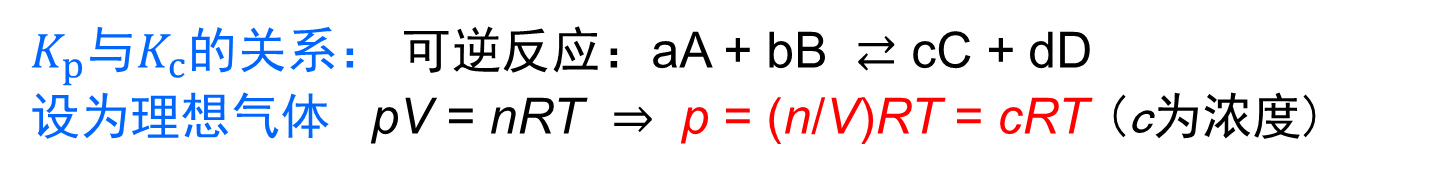 Kp与Kc的关系： 可逆反应：aA + bB ⇄ cC + dD
设为理想气体 pV = nRT ⇒ p = (n/V)RT = cRT（c为浓度）